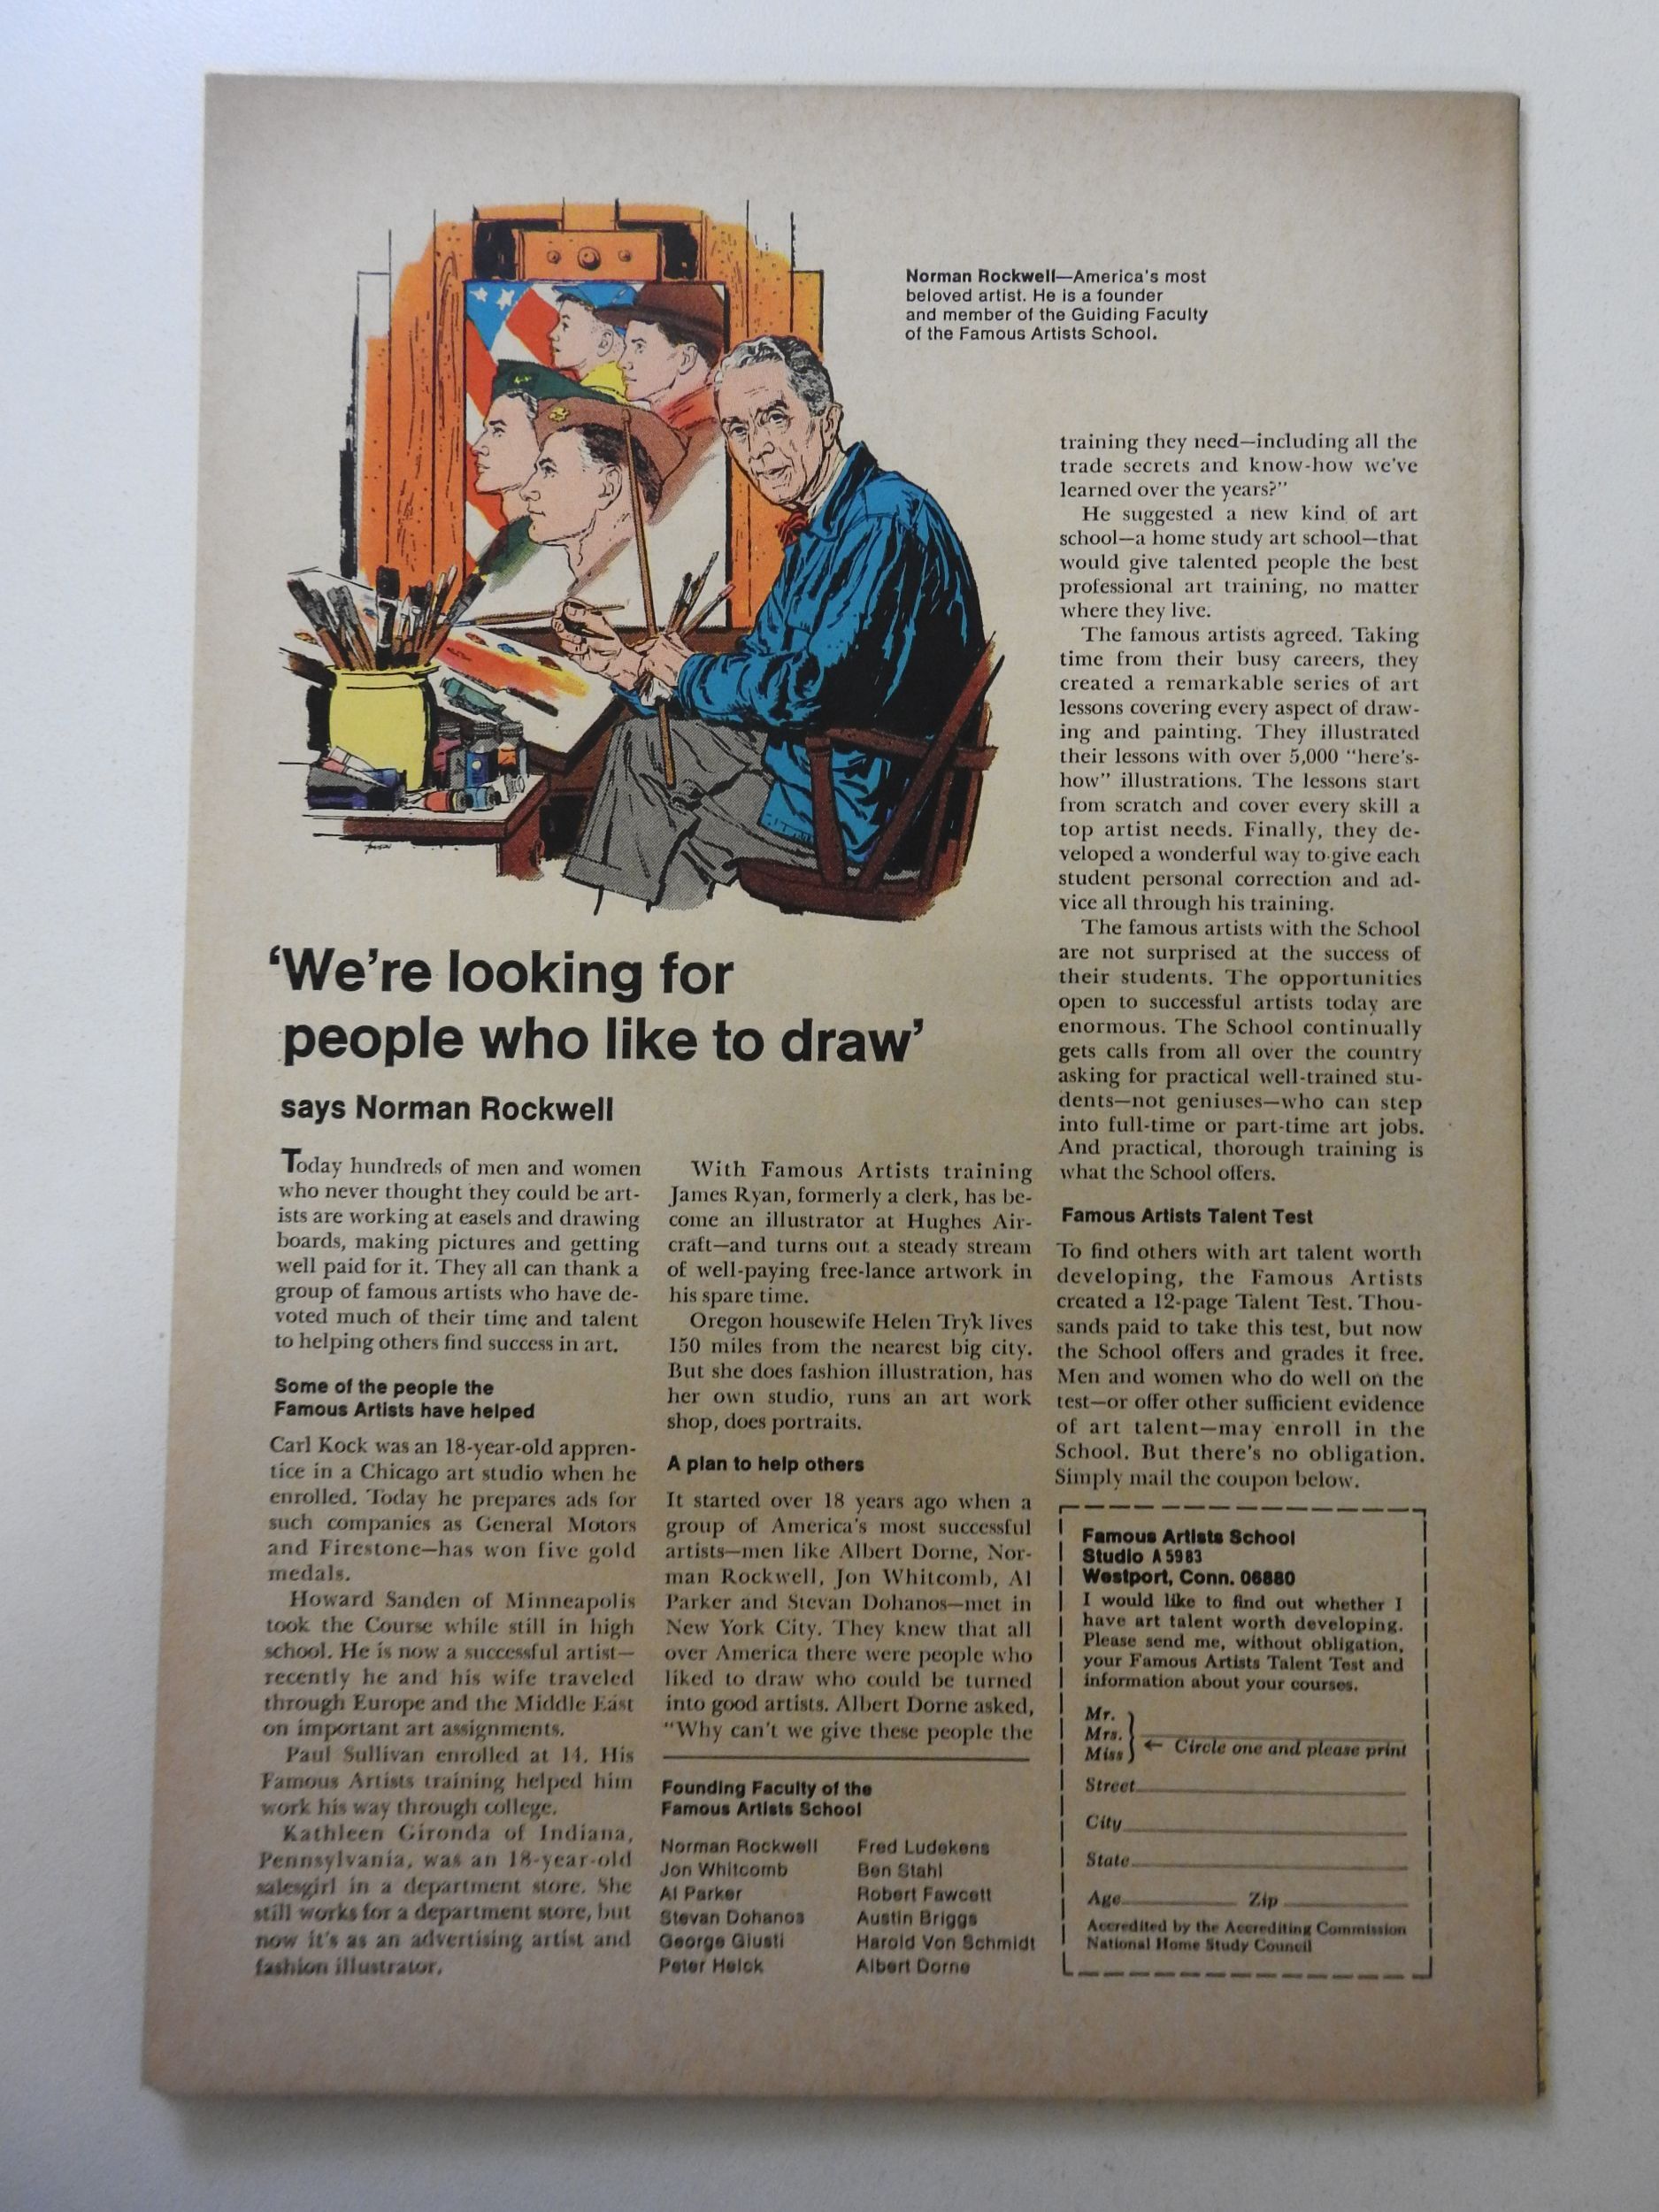 Norman Rockwell—America's most
beloved artist. He is a founder
and member of the Guiding Faculty
of the Famous Artists School.
'We're looking for
people who like to draw'
says Norman Rockwell
Today hundreds of men and women
who never thought they could be art-
ists are working at easels and drawing
boards, making pictures and getting
well paid for it. They all can thank a
group of famous artists who have de-
voted much of their time and talent
to helping others find success in art.
Some of the people the
Famous Artists have helped
Carl Kock was an 18-year-old appren-
tice in a Chicago art studio when he
enrolled. Today he prepares ads for
such companies as General Motors
and Firestone—has won five gold
medals.
Howard Sanden of Minneapolis
took the Course while still in high
school. He is now a successful artist—
recently he and his wife traveled
through Europe and the Middle East
on important art assignments.
Paul Sullivan enrolled at 14. His
Famous Artists training helped him
work his way through college.
Kathleen Gironda of Indiana,
Pennsylvania, was an 18-year-old
salesgirl in a department store. She
still works for a department store, but
now it's as an advertising artist and
fashion illustrator.
With Famous Artists training
James Ryan, formerly a clerk, has be-
come an illustrator at Hughes Air-
craft—and turns out a steady stream
of well-paying free-lance artwork in
his spare time.
Oregon housewife Helen Tryk lives
150 miles from the nearest big city.
But she does fashion illustration, has
her own studio, runs an art work
shop, does portraits.
A plan to help others
It started over 18 years ago when a
group of America's most successful
artists—men like Albert Dorne, Nor-
man Rockwell, Jon Whitcomb, Al
Parker and Stevan Dohanos—met in
New York City. They knew that all
over America there were people who
liked to draw who could be turned
into good artists. Albert Dorne asked,
"Why can't we give these people the
training they need—including all the
trade secrets and know-how we've
learned over the years?"
He suggested a new kind of art
school—a home study art school—that
would give talented people the best
professional art training, no matter
where they live.
The famous artists agreed. Taking
time from their busy careers, they
created a remarkable series of art
lessons covering every aspect of draw-
ing and painting. They illustrated
their lessons with over 5,000 "here's-
how" illustrations. The lessons start
from scratch and cover every skill a
top artist needs. Finally, they de-
veloped a wonderful way to give each
student personal correction and ad-
vice all through his training.
The famous artists with the School
are not surprised at the success of
their students. The opportunities
open to successful artists today are
enormous. The School continually
gets calls from all over the country
asking for practical well-trained stu-
dents—not geniuses—who can step
into full-time or part-time art jobs.
And practical, thorough training is
what the School offers.
Famous Artists Talent Test
To find others with art talent worth
developing, the Famous Artists
created a 12-page Talent Test. Thou-
sands paid to take this test, but now
the School offers and grades it free.
Men and women who do well on the
test—or offer other sufficient evidence
of art talent—may enroll in the
School. But there's no obligation.
Simply mail the coupon below.
Founding Faculty of the
Famous Artists School
Norman Rockwell
Jon Whitcomb
Al Parker
Stevan Dohanos
George Giusti
Peter Helck
Fred Ludekens
Ben Stahl
Robert Fawcett
Austin Briggs
Harold Von Schmidt
Albert Dorne
Famous Artists School
Studio A5983
Westport, Conn. 06880
I would like to find out whether I
have art talent worth developing.
Please send me, without obligation,
your Famous Artists Talent Test and
information about your courses.
Mr.
Mrs.
Miss
← Circle one and please print
Street
City
State
Age Zip
Accredited by the Accrediting Commission
National Home Study Council